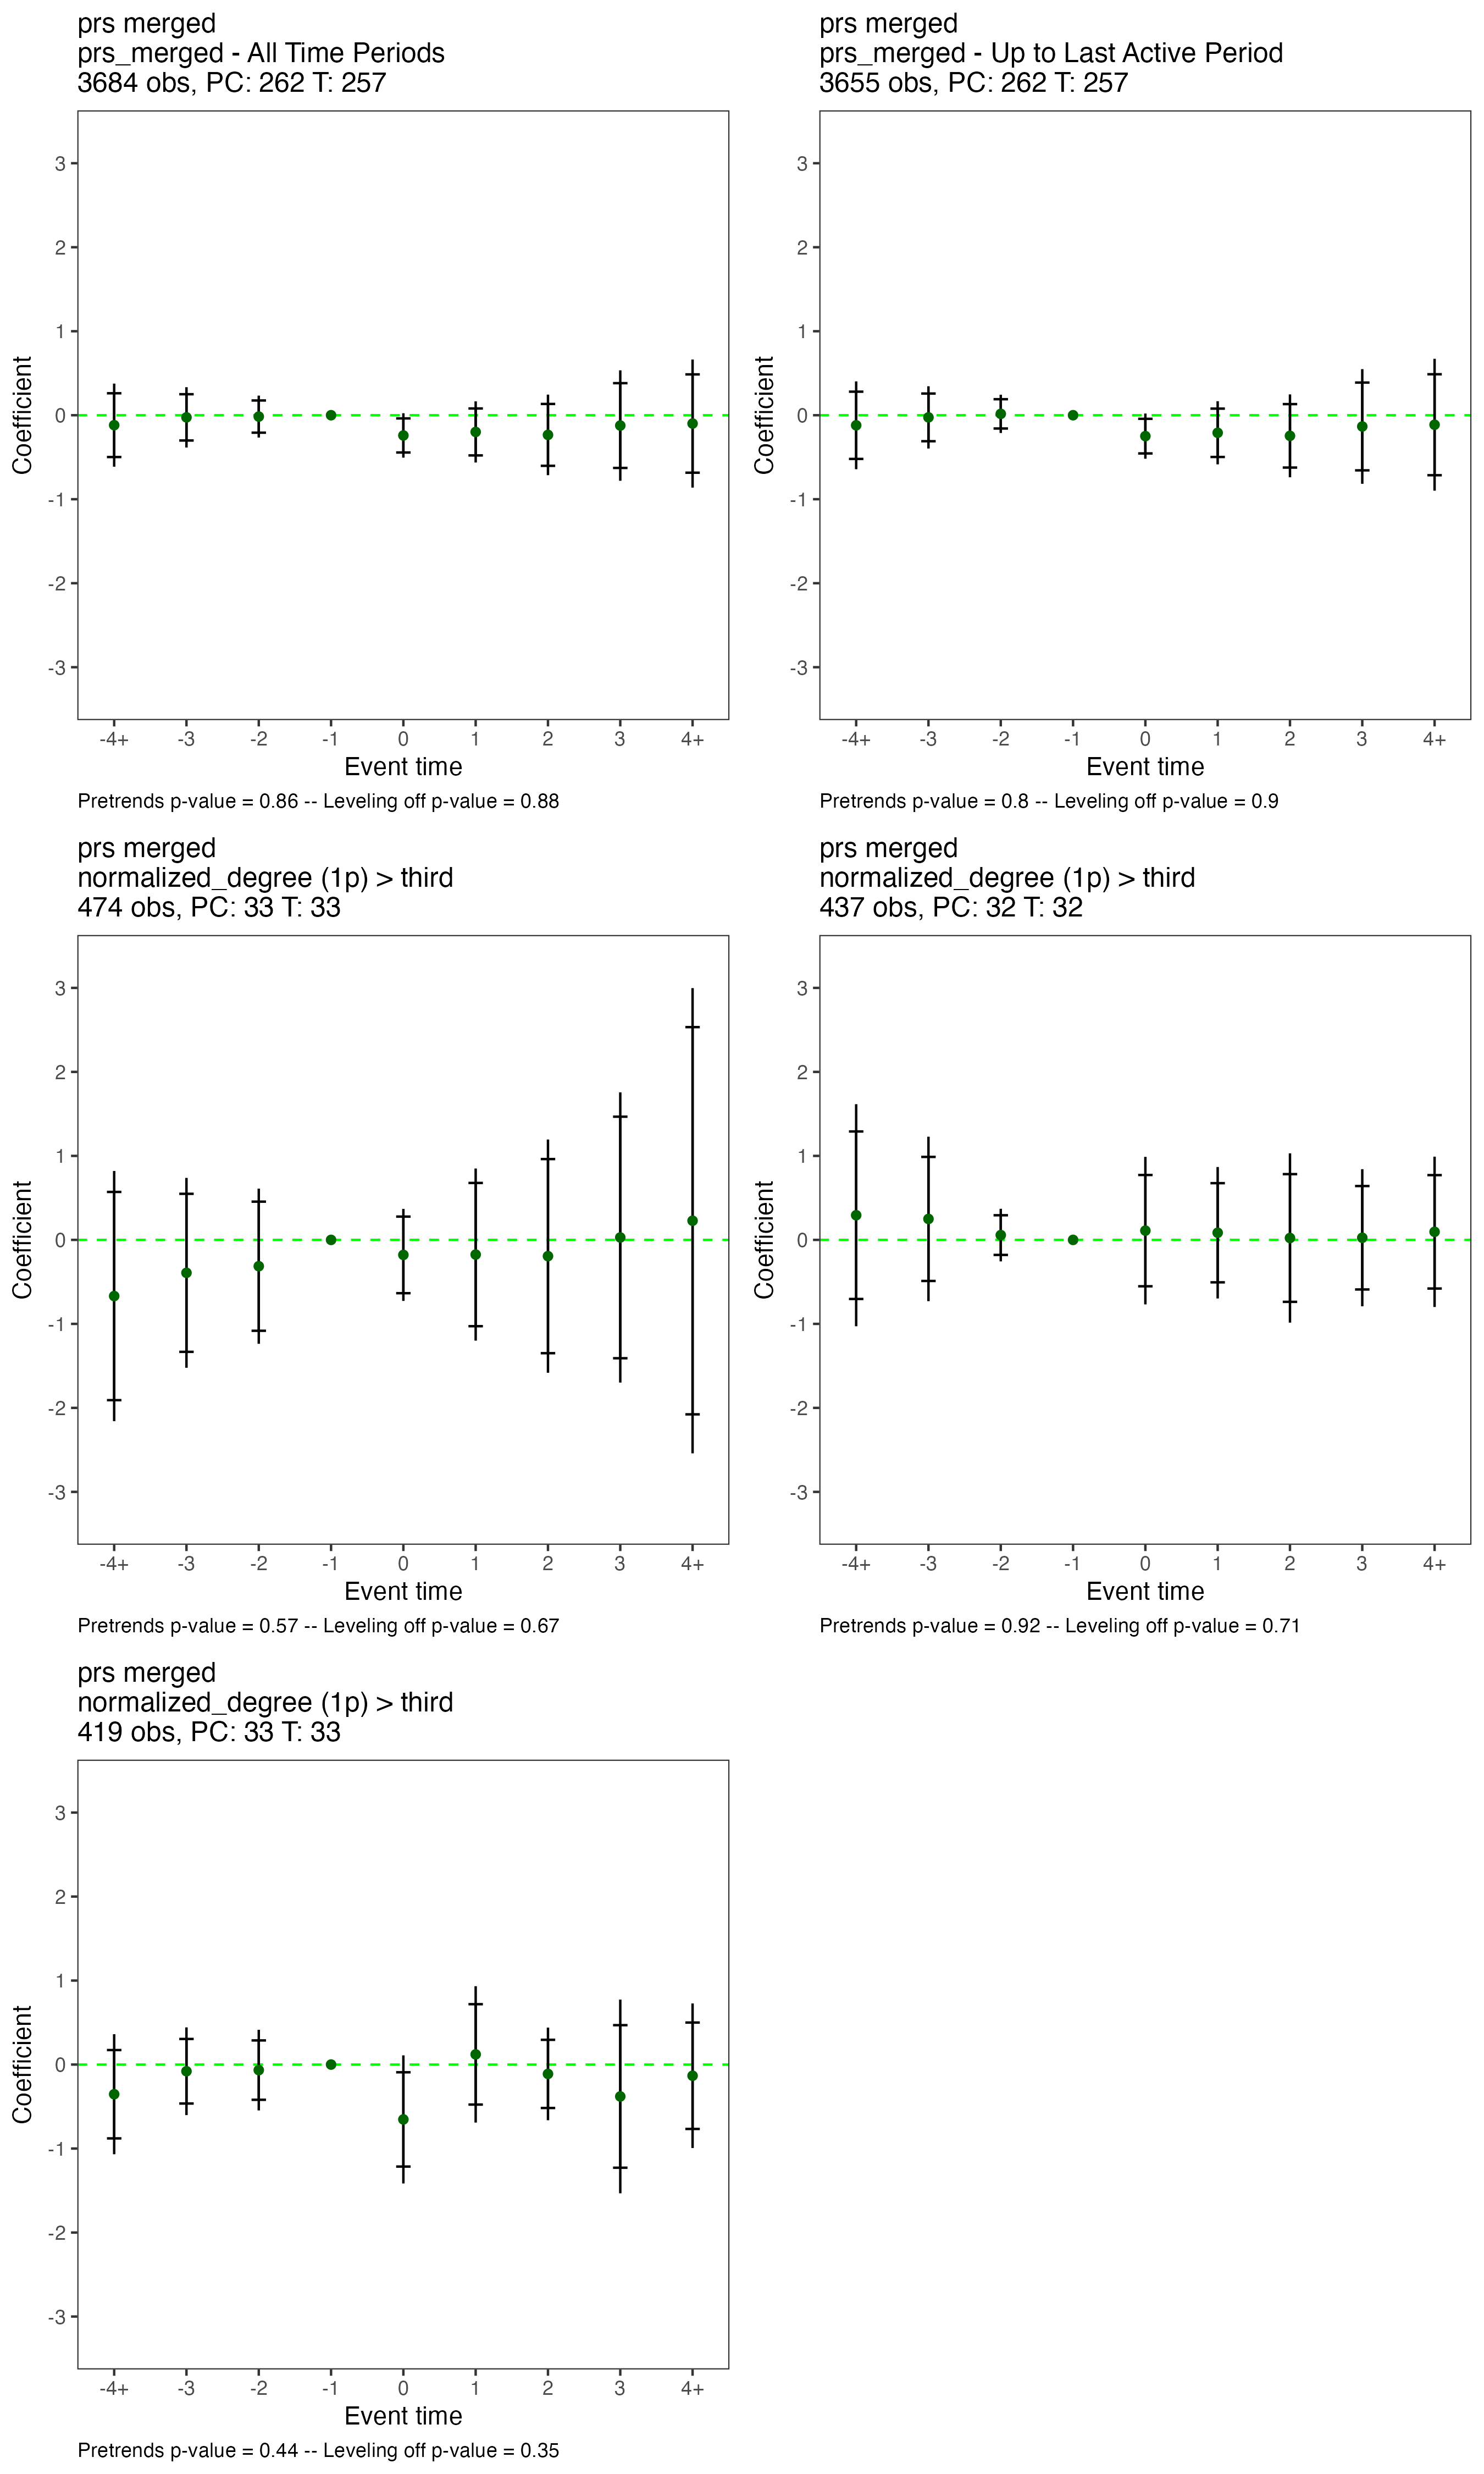 prs merged
prs_merged - All Time Periods
3684 obs, PC: 262 T: 257
3
2
1
0
-1
-2
-3
Coefficient
-4+ -3 -2 -1 0 1 2 3 4+
Event time
Pretrends p-value = 0.86 -- Leveling off p-value = 0.88
prs merged
prs_merged - Up to Last Active Period
3655 obs, PC: 262 T: 257
3
2
1
0
-1
-2
-3
Coefficient
-4+ -3 -2 -1 0 1 2 3 4+
Event time
Pretrends p-value = 0.8 -- Leveling off p-value = 0.9
prs merged
normalized_degree (1p) > third
474 obs, PC: 33 T: 33
3
2
1
0
-1
-2
-3
Coefficient
-4+ -3 -2 -1 0 1 2 3 4+
Event time
Pretrends p-value = 0.57 -- Leveling off p-value = 0.67
prs merged
normalized_degree (1p) > third
437 obs, PC: 32 T: 32
3
2
1
0
-1
-2
-3
Coefficient
-4+ -3 -2 -1 0 1 2 3 4+
Event time
Pretrends p-value = 0.92 -- Leveling off p-value = 0.71
prs merged
normalized_degree (1p) > third
419 obs, PC: 33 T: 33
3
2
1
0
-1
-2
-3
Coefficient
-4+ -3 -2 -1 0 1 2 3 4+
Event time
Pretrends p-value = 0.44 -- Leveling off p-value = 0.35